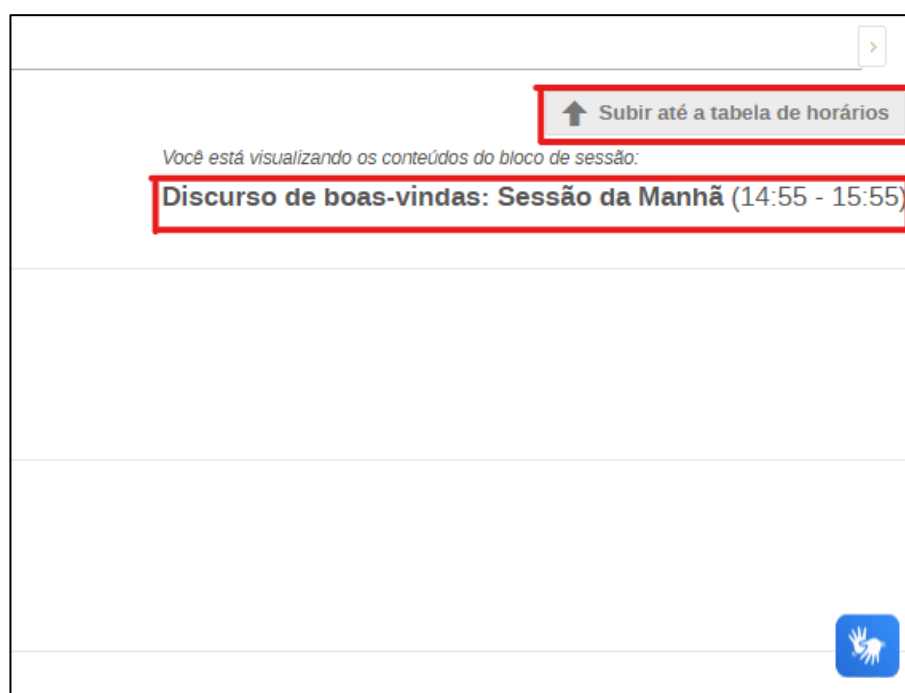 Subir até a tabela de horários
Você está visualizando os conteúdos do bloco de sessão:
Discurso de boas-vindas: Sessão da Manhã (14:55 - 15:55)